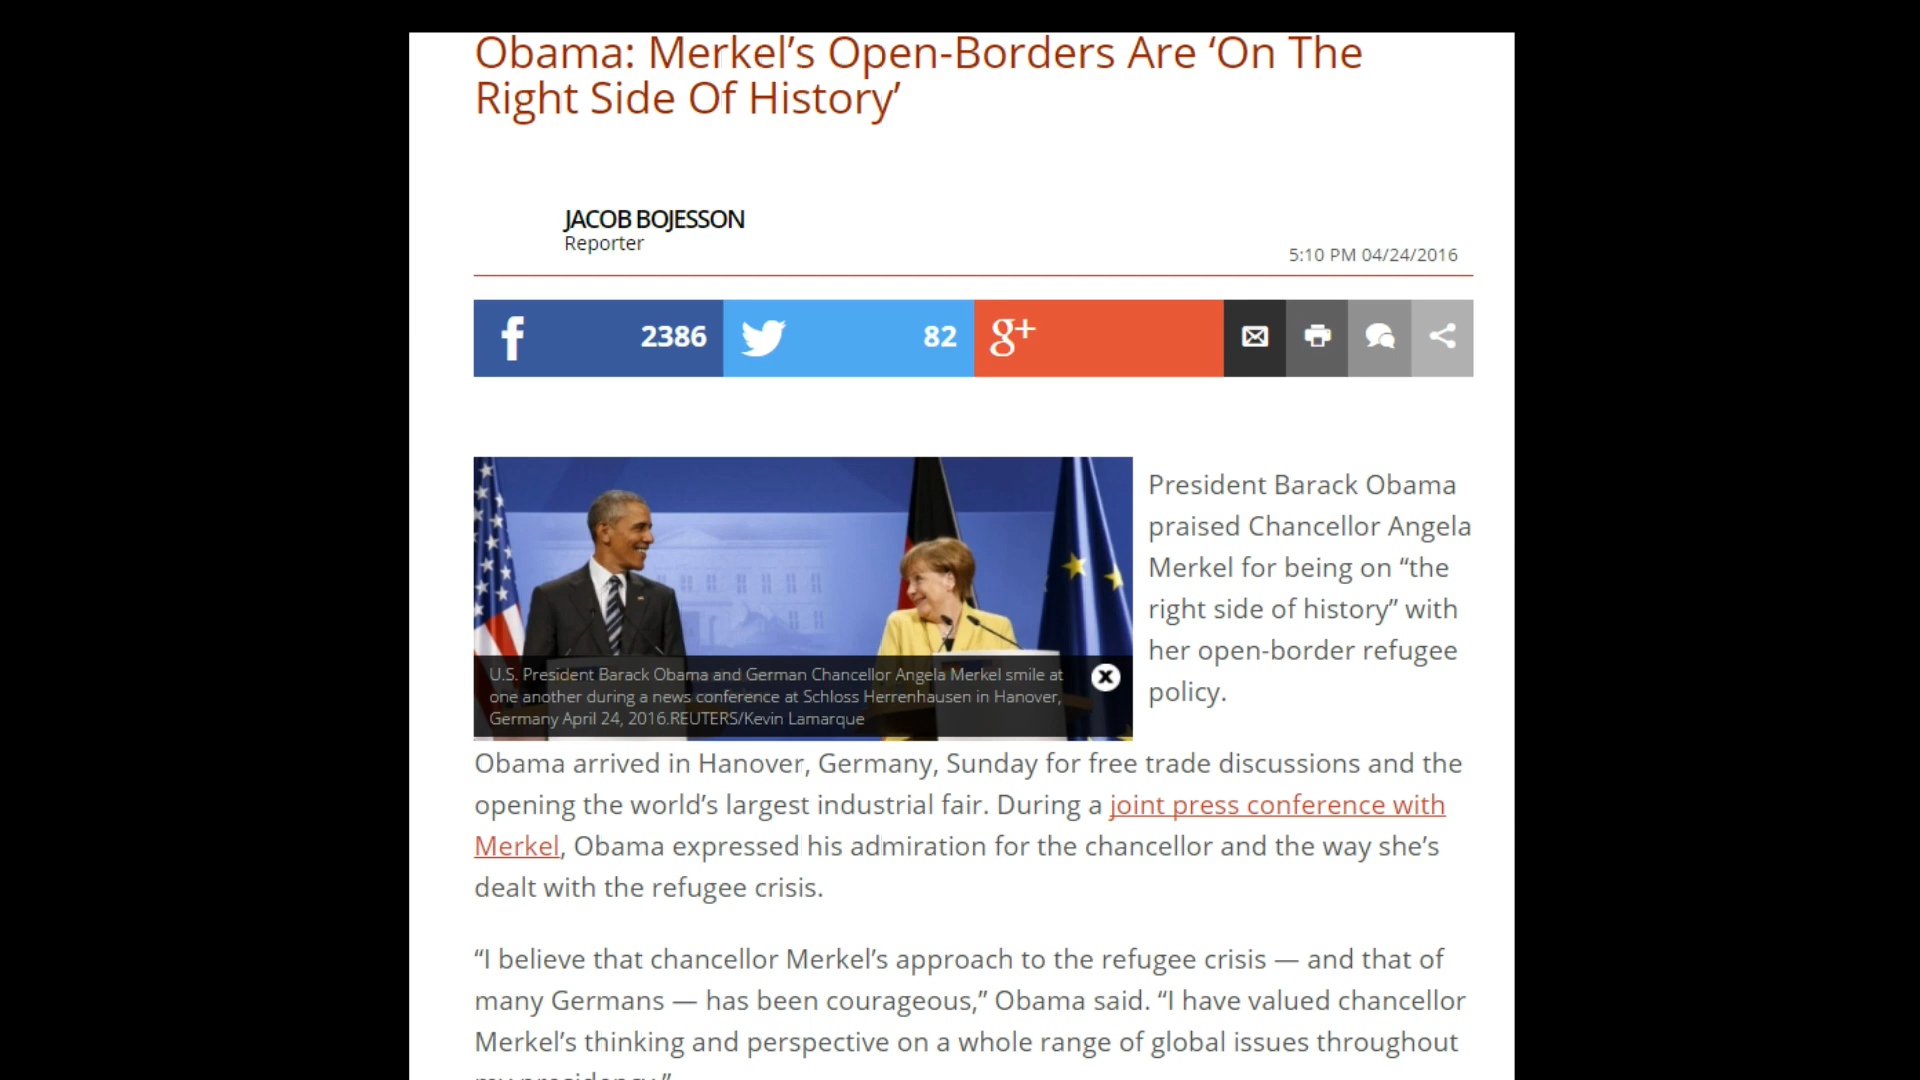 Obama: Merkel’s Open-Borders Are ‘On The
Right Side Of History’
JACOB BOJESSON
Reporter
5:10 PM 04/24/2016
2386
82
g+
President Barack Obama
praised Chancellor Angela
Merkel for being on “the
right side of history” with
her open-border refugee
policy.
U.S. President Barack Obama and German Chancellor Angela Merkel smile at
one another during a news conference at Schloss Herrenhausen in Hanover,
Germany April 24, 2016.REUTERS/Kevin Lamarque
Obama arrived in Hanover, Germany, Sunday for free trade discussions and the
opening the world’s largest industrial fair. During a joint press conference with
Merkel, Obama expressed his admiration for the chancellor and the way she’s
dealt with the refugee crisis.
“I believe that chancellor Merkel’s approach to the refugee crisis — and that of
many Germans — has been courageous,” Obama said. “I have valued chancellor
Merkel’s thinking and perspective on a whole range of global issues throughout
my presidency.”